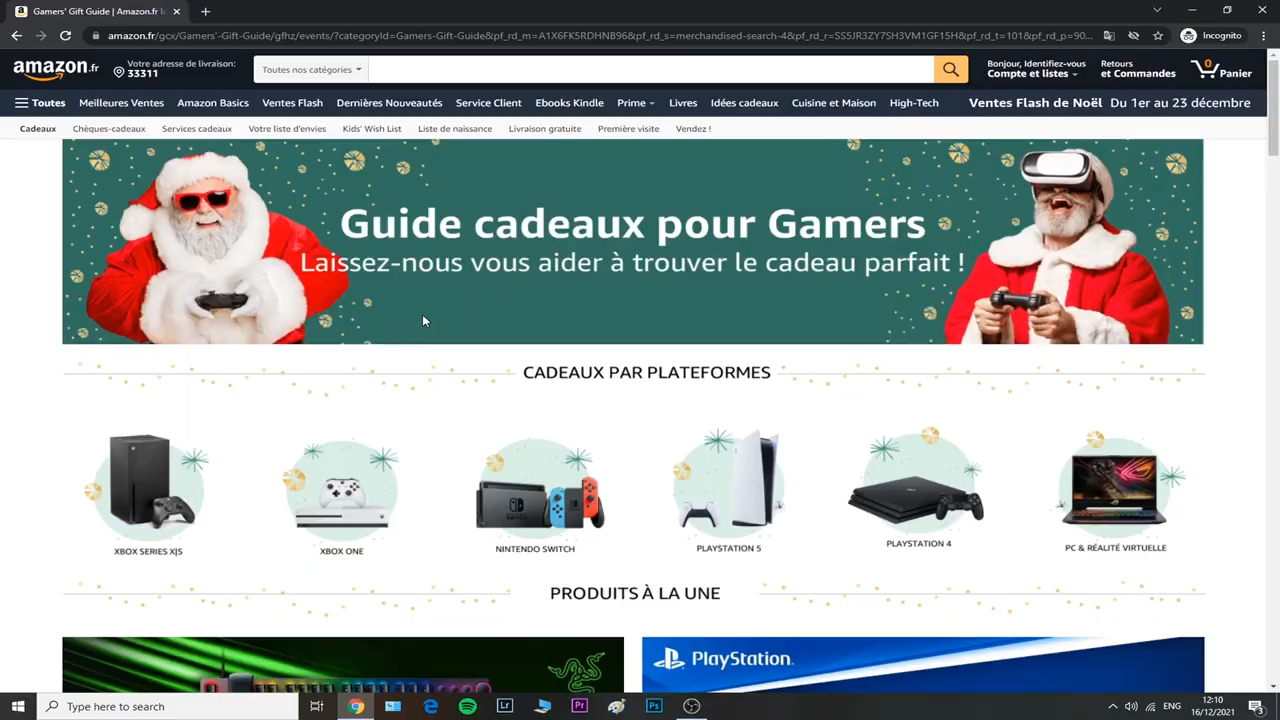 Gamers' Gift Guide | Amazon.fr
amazon.fr/gcx/Gamers'-Gift-Guide/gfhz/events/?categoryId=Gamers-Gift-Guide&pf_rd_m=A1X6FK5RDHNB96&pf_rd_s=merchandised-search-4&pf_rd_r=SS5JR3ZY7SH3VM1GF15H&pf_rd_t=101&pf_rd_p=90...
Incognito
amazon.fr
Votre adresse de livraison:
33311
Toutes nos catégories
Bonjour, Identifiez-vous
Compte et listes
Retours
et Commandes
0
Panier
Toutes Meilleures Ventes Amazon Basics Ventes Flash Dernières Nouveautés Service Client Ebooks Kindle Prime Livres Idées cadeaux Cuisine et Maison High-Tech Ventes Flash de Noël Du 1er au 23 décembre
Cadeaux Chèques-cadeaux Services cadeaux Votre liste d'envies Kids' Wish List Liste de naissance Livraison gratuite Première visite Vendez !
Guide cadeaux pour Gamers
Laissez-nous vous aider à trouver le cadeau parfait !
CADEAUX PAR PLATEFORMES
XBOX SERIES X|S
XBOX ONE
NINTENDO SWITCH
PLAYSTATION 5
PLAYSTATION 4
PC & RÉALITÉ VIRTUELLE
PRODUITS À LA UNE
PlayStation.
Type here to search
Lr
Pr
Ps
ENG
12:10
16/12/2021